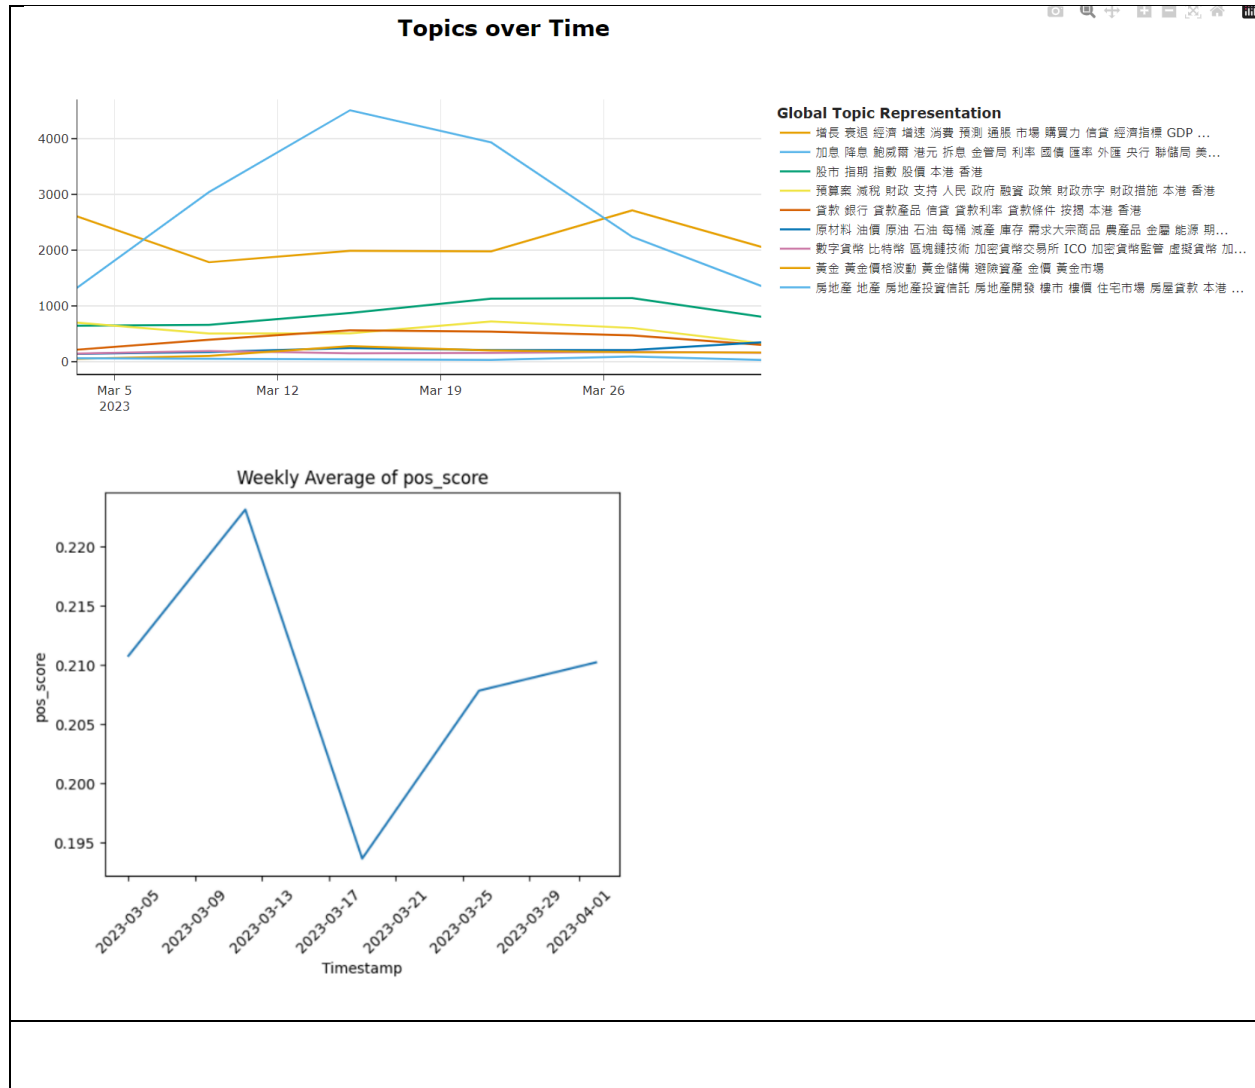 Topics over Time
4000
3000
2000
1000
0
Mar 5
2023
Mar 12
Mar 19
Mar 26
Global Topic Representation
增長 衰退 經濟 增速 消費 預測 通脹 市場 購買力 信貸 經濟指標 GDP ...
加息 降息 鮑威爾 港元 拆息 金管局 利率 國債 匯率 外匯 央行 聯儲局 美...
股市 指期 指數 股價 本港 香港
預算案 減稅 財政 支持 人民 政府 融資 政策 財政赤字 財政措施 本港 香港
貸款 銀行 貸款產品 信貸 貸款利率 貸款條件 按揭 本港 香港
原材料 油價 原油 石油 每桶 減產 庫存 需求大宗商品 農產品 金屬 能源 期...
數字貨幣 比特幣 區塊鏈技術 加密貨幣交易所 ICO 加密貨幣監管 虛擬貨幣 加...
黃金 黃金價格波動 黃金儲備 避險資產 金價 黃金市場
房地產 地產 房地產投資信託 房地產開發 樓市 樓價 住宅市場 房屋貸款 本港 ...
Weekly Average of pos_score
0.220
0.215
0.210
0.205
0.200
0.195
pos_score
2023-03-05
2023-03-09
2023-03-13
2023-03-17
2023-03-21
2023-03-25
2023-03-29
2023-04-01
Timestamp